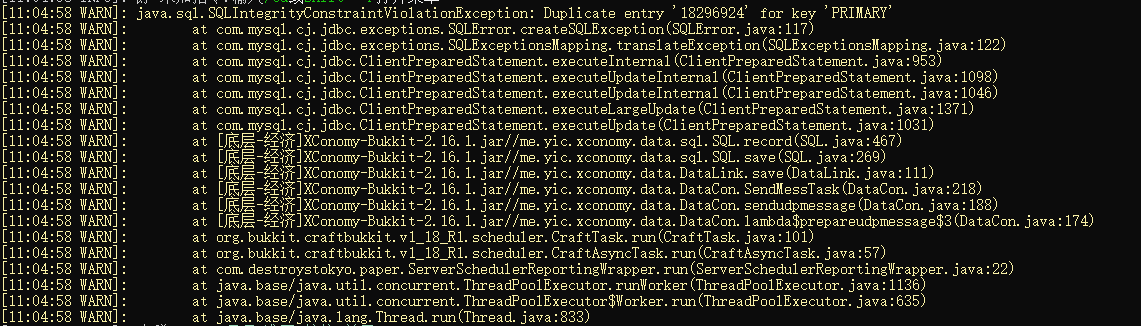 [11:04:58 WARN]: java.sql.SQLIntegrityConstraintViolationException: Duplicate entry '18296924' for key 'PRIMARY'
[11:04:58 WARN]:         at com.mysql.cj.jdbc.exceptions.SQLError.createSQLException(SQLError.java:117)
[11:04:58 WARN]:         at com.mysql.cj.jdbc.exceptions.SQLExceptionsMapping.translateException(SQLExceptionsMapping.java:122)
[11:04:58 WARN]:         at com.mysql.cj.jdbc.ClientPreparedStatement.executeInternal(ClientPreparedStatement.java:953)
[11:04:58 WARN]:         at com.mysql.cj.jdbc.ClientPreparedStatement.executeUpdateInternal(ClientPreparedStatement.java:1098)
[11:04:58 WARN]:         at com.mysql.cj.jdbc.ClientPreparedStatement.executeUpdateInternal(ClientPreparedStatement.java:1046)
[11:04:58 WARN]:         at com.mysql.cj.jdbc.ClientPreparedStatement.executeLargeUpdate(ClientPreparedStatement.java:1371)
[11:04:58 WARN]:         at com.mysql.cj.jdbc.ClientPreparedStatement.executeUpdate(ClientPreparedStatement.java:1031)
[11:04:58 WARN]:         at [底层-经济]XConomy-Bukkit-2.16.1.jar//me.yic.xconomy.data.sql.SQL.record(SQL.java:467)
[11:04:58 WARN]:         at [底层-经济]XConomy-Bukkit-2.16.1.jar//me.yic.xconomy.data.sql.SQL.save(SQL.java:269)
[11:04:58 WARN]:         at [底层-经济]XConomy-Bukkit-2.16.1.jar//me.yic.xconomy.data.DataLink.save(DataLink.java:111)
[11:04:58 WARN]:         at [底层-经济]XConomy-Bukkit-2.16.1.jar//me.yic.xconomy.data.DataCon.SendMessTask(DataCon.java:218)
[11:04:58 WARN]:         at [底层-经济]XConomy-Bukkit-2.16.1.jar//me.yic.xconomy.data.DataCon.sendudpmessage(DataCon.java:188)
[11:04:58 WARN]:         at [底层-经济]XConomy-Bukkit-2.16.1.jar//me.yic.xconomy.data.DataCon.lambda$prepareudpmessage$3(DataCon.java:174)
[11:04:58 WARN]:         at org.bukkit.craftbukkit.v1_18_R1.scheduler.CraftTask.run(CraftTask.java:101)
[11:04:58 WARN]:         at org.bukkit.craftbukkit.v1_18_R1.scheduler.CraftAsyncTask.run(CraftAsyncTask.java:57)
[11:04:58 WARN]:         at com.destroystokyo.paper.ServerSchedulerReportingWrapper.run(ServerSchedulerReportingWrapper.java:22)
[11:04:58 WARN]:         at java.base/java.util.concurrent.ThreadPoolExecutor.runWorker(ThreadPoolExecutor.java:1136)
[11:04:58 WARN]:         at java.base/java.util.concurrent.ThreadPoolExecutor$Worker.run(ThreadPoolExecutor.java:635)
[11:04:58 WARN]:         at java.base/java.lang.Thread.run(Thread.java:833)